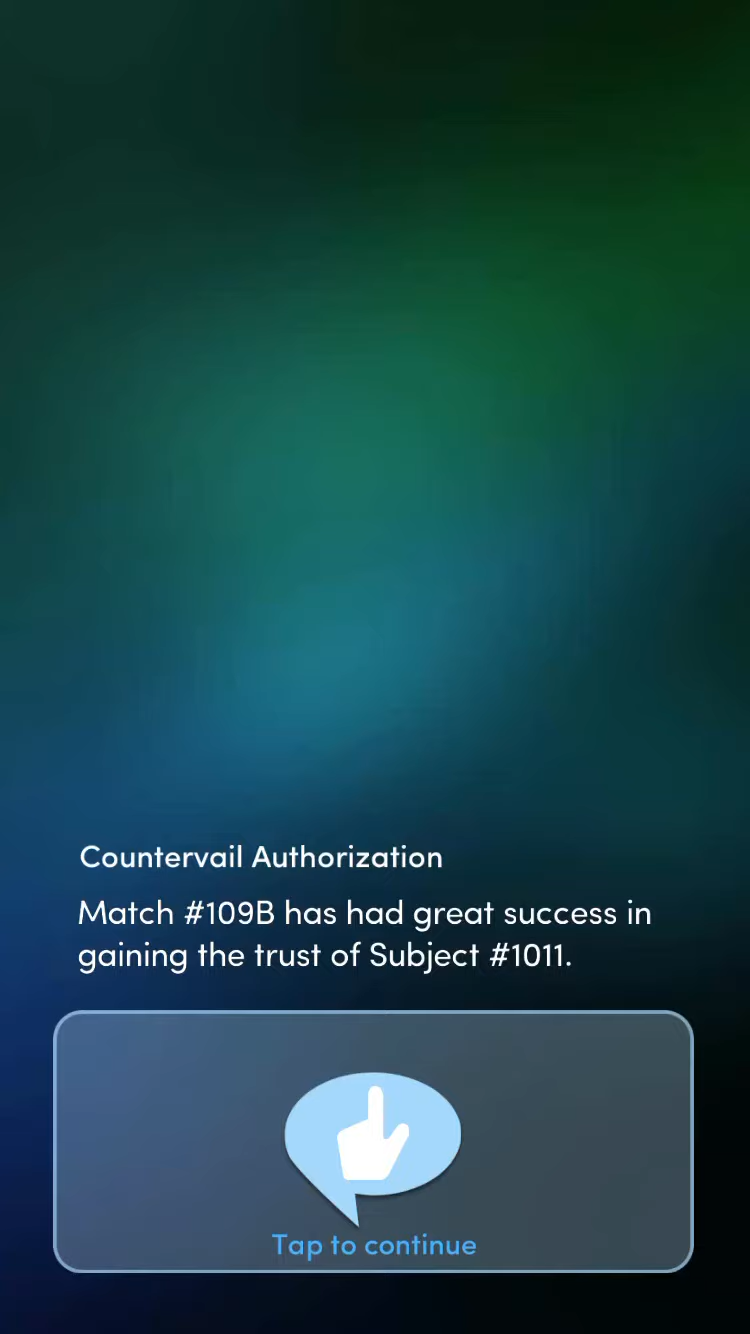 Countervail Authorization
Match #109B has had great success in
gaining the trust of Subject #1011.
Tap to continue